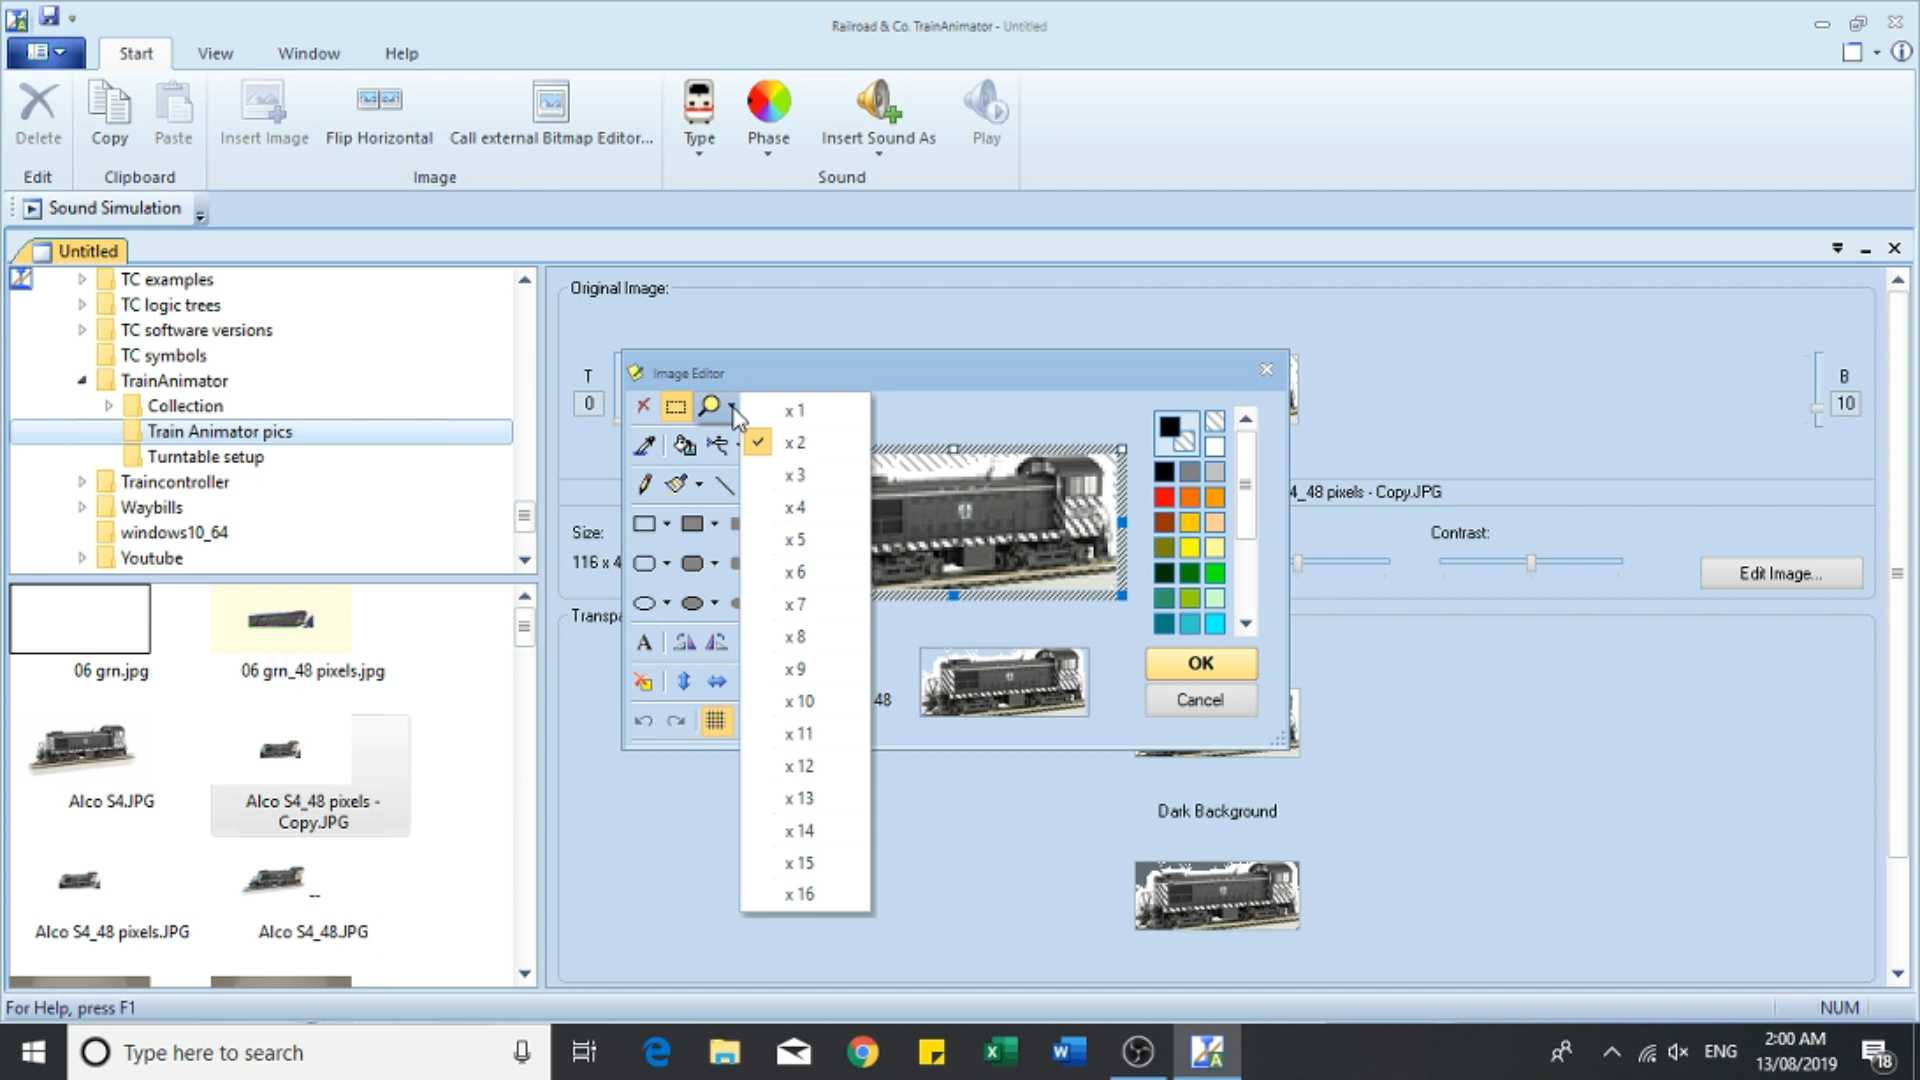 Railroad & Co. TrainAnimator - Untitled
Start
View
Window
Help
Delete
Copy
Paste
Insert Image
Flip Horizontal
Call external Bitmap Editor...
Type
Phase
Insert Sound As
Play
Edit
Clipboard
Image
Sound
Sound Simulation
Untitled
TC examples
TC logic trees
TC software versions
TC symbols
TrainAnimator
Collection
Train Animator pics
Turntable setup
Traincontroller
Waybills
windows10_64
Youtube
06 grn.jpg
06 grn_48 pixels.jpg
Alco S4.JPG
Alco S4_48 pixels -
Copy.JPG
Alco S4_48 pixels.JPG
Alco S4_48.JPG
Original Image:
T
0
B
10
4_48 pixels - Copy.JPG
Size:
116 x 4
Contrast:
Edit Image...
Transpa
Dark Background
Image Editor
A
x 1
x 2
x 3
x 4
x 5
x 6
x 7
x 8
x 9
x 10
x 11
x 12
x 13
x 14
x 15
x 16
48
OK
Cancel
For Help, press F1
NUM
Type here to search
ENG
2:00 AM
13/08/2019
18